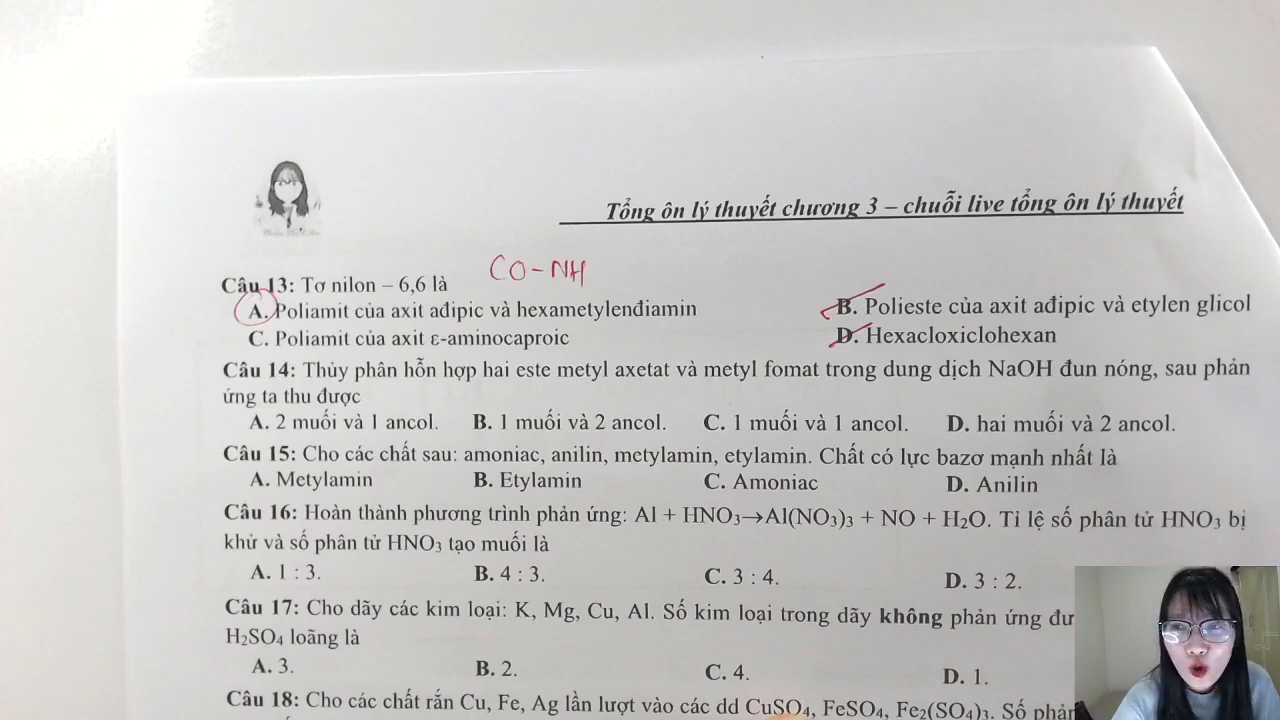 Tổng ôn lý thuyết chương 3 – chuỗi live tổng ôn lý thuyết
CO-NH
Câu 13: Tơ nilon – 6,6 là
A. Poliamit của axit ađipic và hexametylenđiamin B. Polieste của axit ađipic và etylen glicol
C. Poliamit của axit ε-aminocaproic D. Hexacloxiclohexan
Câu 14: Thủy phân hỗn hợp hai este metyl axetat và metyl fomat trong dung dịch NaOH đun nóng, sau phản
ứng ta thu được
A. 2 muối và 1 ancol. B. 1 muối và 2 ancol. C. 1 muối và 1 ancol. D. hai muối và 2 ancol.
Câu 15: Cho các chất sau: amoniac, anilin, metylamin, etylamin. Chất có lực bazơ mạnh nhất là
A. Metylamin B. Etylamin C. Amoniac D. Anilin
Câu 16: Hoàn thành phương trình phản ứng: Al + HNO₃→Al(NO₃)₃ + NO + H₂O. Tỉ lệ số phân tử HNO₃ bị
khử và số phân tử HNO₃ tạo muối là
A. 1 : 3. B. 4 : 3. C. 3 : 4. D. 3 : 2.
Câu 17: Cho dãy các kim loại: K, Mg, Cu, Al. Số kim loại trong dãy không phản ứng
H₂SO₄ loãng là
A. 3. B. 2. C. 4. D. 1.
Câu 18: Cho các chất rắn Cu, Fe, Ag lần lượt vào các dd CuSO₄, FeSO₄, Fe₂(SO₄)₃. Số